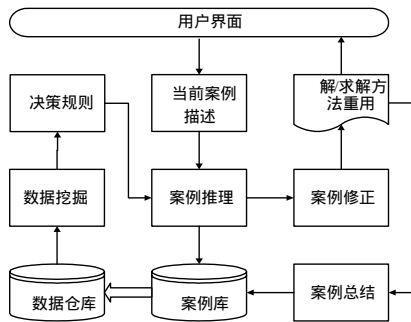 用户界面
决策规则
当前案例
描述
解/求解方
法重用
数据挖掘
案例推理
案例修正
数据仓库
案例库
案例总结